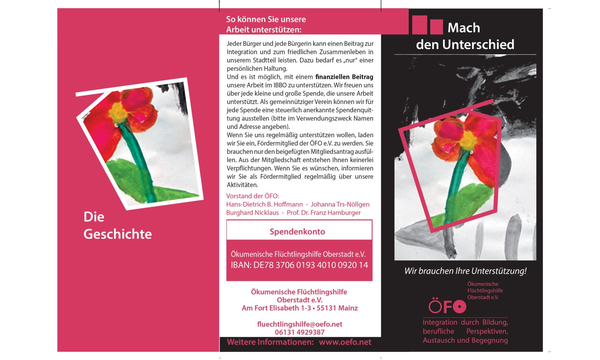 Die
Geschichte
So können Sie unsere
Arbeit unterstützen:
Jeder Bürger und jede Bürgerin kann einen Beitrag zur
Integration und zum friedlichen Zusammenleben in
unserem Stadtteil leisten. Dazu bedarf es „nur“ einer
persönlichen Haltung.
Und es ist möglich, mit einem finanziellen Beitrag
unsere Arbeit im IBBO zu unterstützen. Wir freuen uns
über jede kleine und große Spende, die unsere Arbeit
unterstützt. Als gemeinnütziger Verein können wir für
jede Spende eine steuerlich anerkannte Spendenquit-
tung ausstellen (bitte im Verwendungszweck Namen
und Adresse angeben).
Wenn Sie uns regelmäßig unterstützen wollen, laden
wir Sie ein, Fördermitglied der ÖFO e.V. zu werden. Sie
brauchen nur den beigefügten Mitgliedsantrag ausfül-
len. Aus der Mitgliedschaft entstehen Ihnen keinerlei
Verpflichtungen. Wenn Sie es wünschen, informieren
wir Sie als Fördermitglied regelmäßig über unsere
Aktivitäten.
Vorstand der ÖFO:
Hans-Dietrich B. Hoffmann - Johanna Trs-Nöllgen
Burghard Nicklaus - Prof. Dr. Franz Hamburger
Spendenkonto
Ökumenische Flüchtlingshilfe Oberstadt e.V.
IBAN: DE78 3706 0193 4010 0920 14
Ökumenische Flüchtlingshilfe
Oberstadt e.V.
Am Fort Elisabeth 1-3 • 55131 Mainz
fluechtlingshilfe@oefo.net
06131 4929387
Weitere Informationen: www.oefo.net
Mach
den Unterschied
Wir brauchen Ihre Unterstützung!
Ökumenische
Flüchtlingshilfe
Oberstadt e.V.
ÖFO
Integration durch Bildung,
berufliche Perspektiven,
Austausch und Begegnung